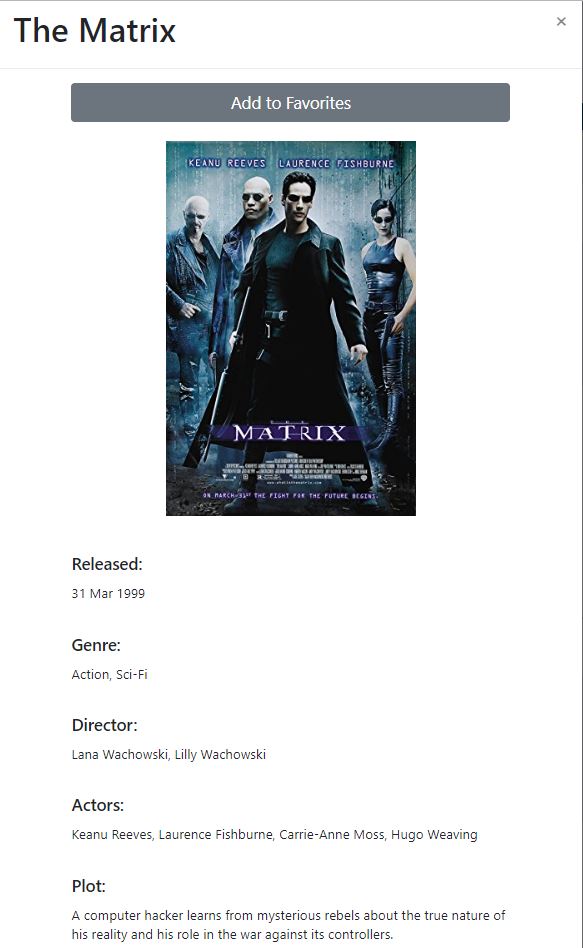 The Matrix
×
Add to Favorites
KEANU REEVES LAURENCE FISHBURNE
THE
MATRIX
www.whatisthematrix.com
ON MARCH 31ST THE FIGHT FOR THE FUTURE BEGINS.
Released:
31 Mar 1999
Genre:
Action, Sci-Fi
Director:
Lana Wachowski, Lilly Wachowski
Actors:
Keanu Reeves, Laurence Fishburne, Carrie-Anne Moss, Hugo Weaving
Plot:
A computer hacker learns from mysterious rebels about the true nature of
his reality and his role in the war against its controllers.